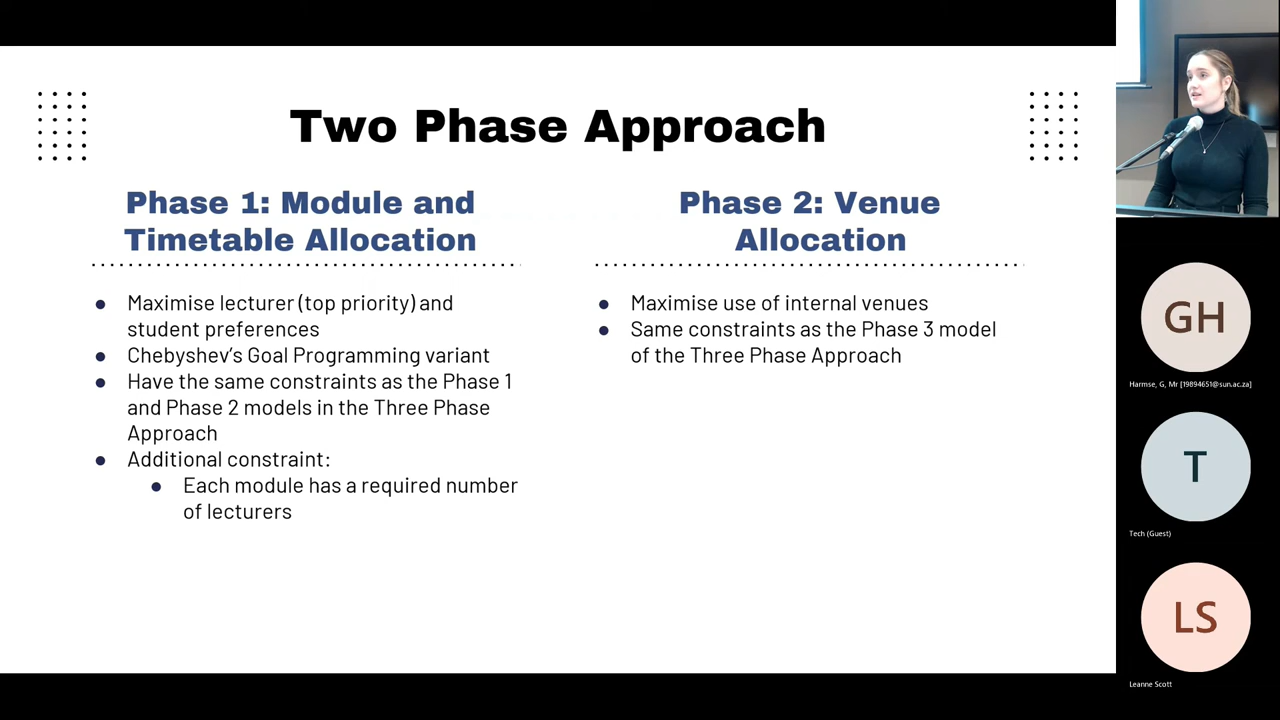 Two Phase Approach
Phase 1: Module and
Timetable Allocation
Maximise lecturer (top priority) and
student preferences
Chebyshev’s Goal Programming variant
Have the same constraints as the Phase 1
and Phase 2 models in the Three Phase
Approach
Additional constraint:
Each module has a required number
of lecturers
Phase 2: Venue
Allocation
Maximise use of internal venues
Same constraints as the Phase 3 model
of the Three Phase Approach
GH
Harmse, G, Mr [19894651@sun.ac.za]
T
Tech (Guest)
LS
Leanne Scott